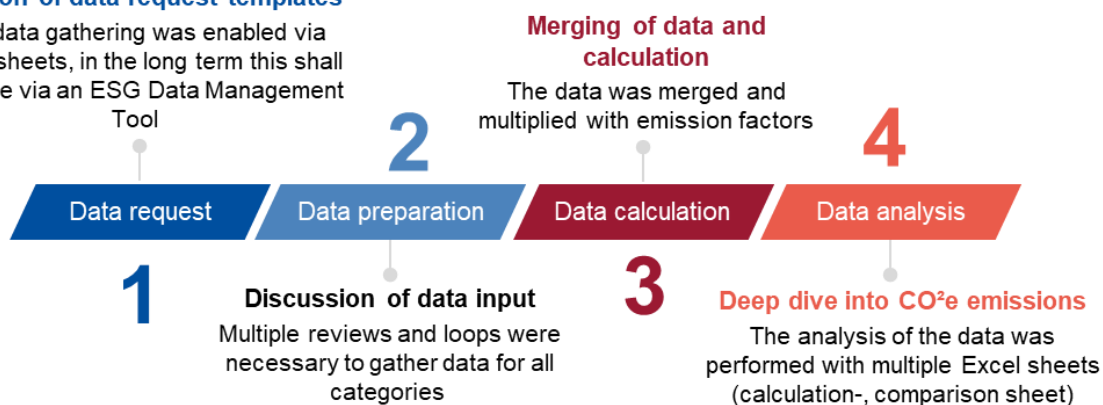 of data request templates
data gathering was enabled via
sheets, in the long term this shall
via an ESG Data Management
Tool
1
Data request
2
Data preparation
Discussion of data input
Multiple reviews and loops were
necessary to gather data for all
categories
Merging of data and
calculation
The data was merged and
multiplied with emission factors
Data calculation
3
4
Data analysis
Deep dive into CO²e emissions
The analysis of the data was
performed with multiple Excel sheets
(calculation-, comparison sheet)